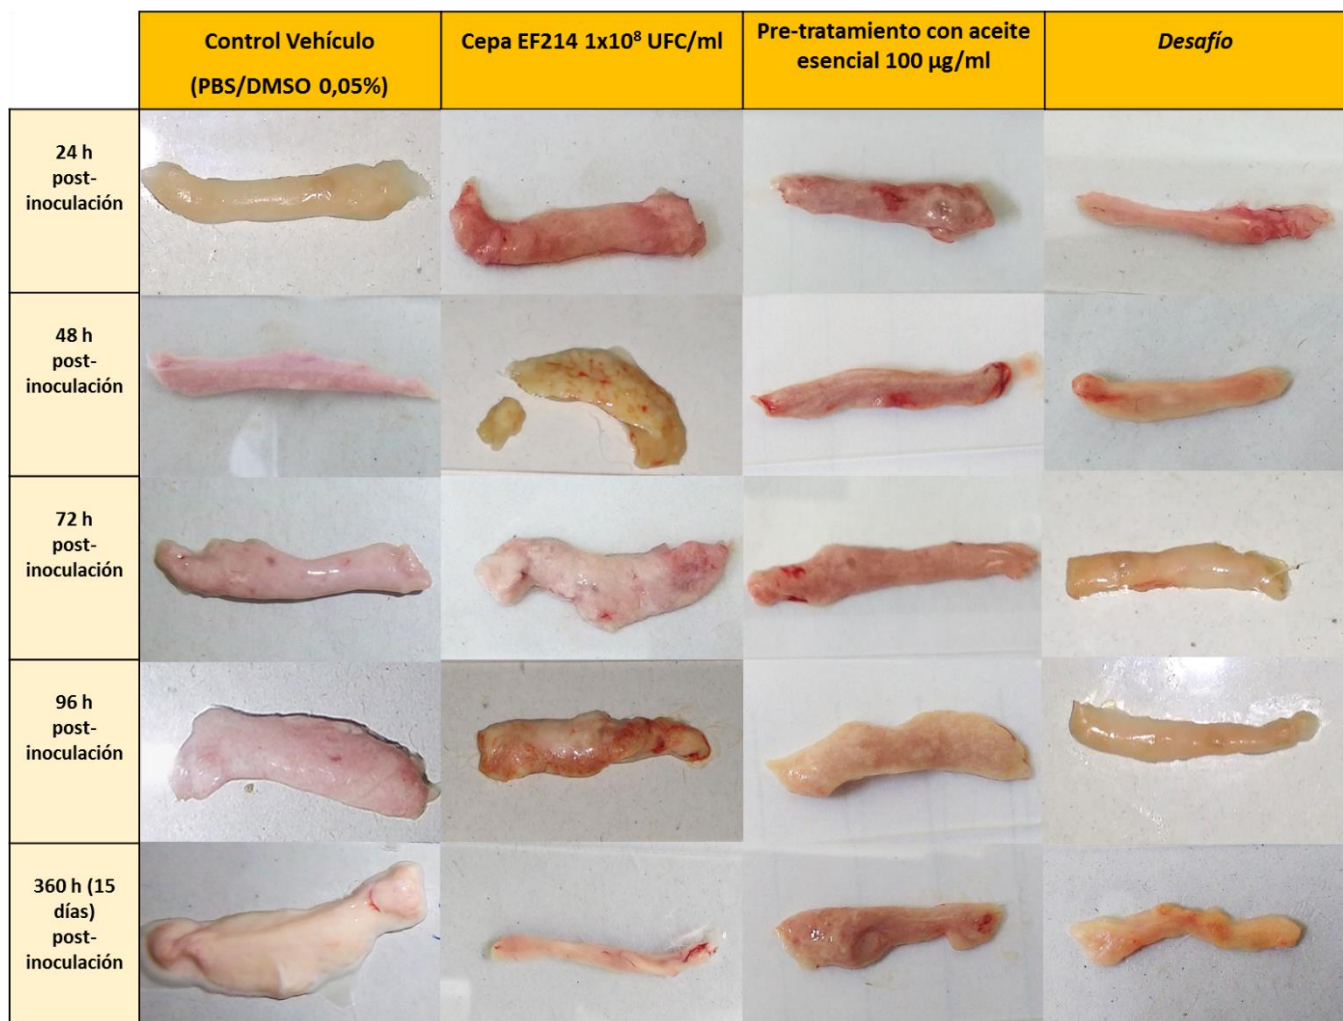 Control Vehículo
(PBS/DMSO 0,05%)
Cepa EF214 1x10⁸ UFC/ml
Pre-tratamiento con aceite
esencial 100 µg/ml
Desafío
24 h
post-
inoculación
48 h
post-
inoculación
72 h
post-
inoculación
96 h
post-
inoculación
360 h (15
días)
post-
inoculación